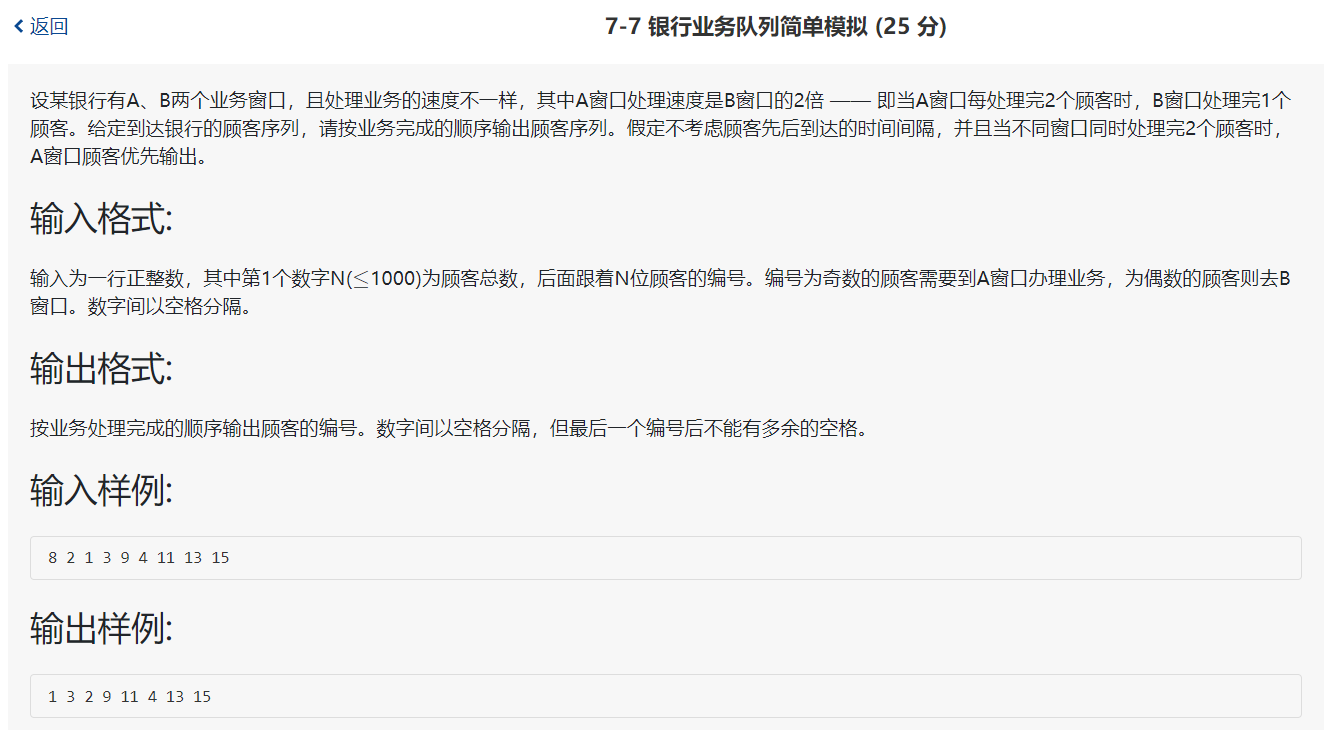 返回
7-7 银行业务队列简单模拟 (25 分)
设某银行有A、B两个业务窗口，且处理业务的速度不一样，其中A窗口处理速度是B窗口的2倍 —— 即当A窗口每处理完2个顾客时，B窗口处理完1个
顾客。给定到达银行的顾客序列，请按业务完成的顺序输出顾客序列。假定不考虑顾客先后到达的时间间隔，并且当不同窗口同时处理完2个顾客时，
A窗口顾客优先输出。
输入格式:
输入为一行正整数，其中第1个数字N(≤1000)为顾客总数，后面跟着N位顾客的编号。编号为奇数的顾客需要到A窗口办理业务，为偶数的顾客则去B
窗口。数字间以空格分隔。
输出格式:
按业务处理完成的顺序输出顾客的编号。数字间以空格分隔，但最后一个编号后不能有多余的空格。
输入样例:
8 2 1 3 9 4 11 13 15
输出样例:
1 3 2 9 11 4 13 15